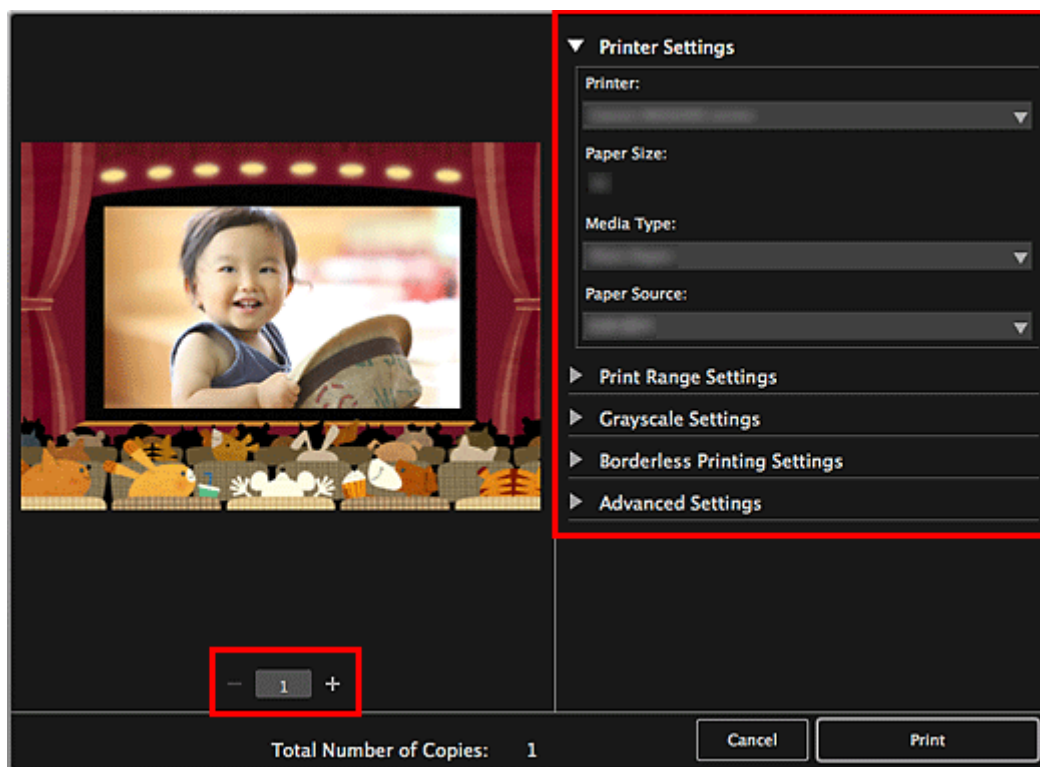 Printer Settings
Printer:
Paper Size:
Media Type:
Paper Source:
Print Range Settings
Grayscale Settings
Borderless Printing Settings
Advanced Settings
− 1 +
Total Number of Copies: 1
Cancel
Print